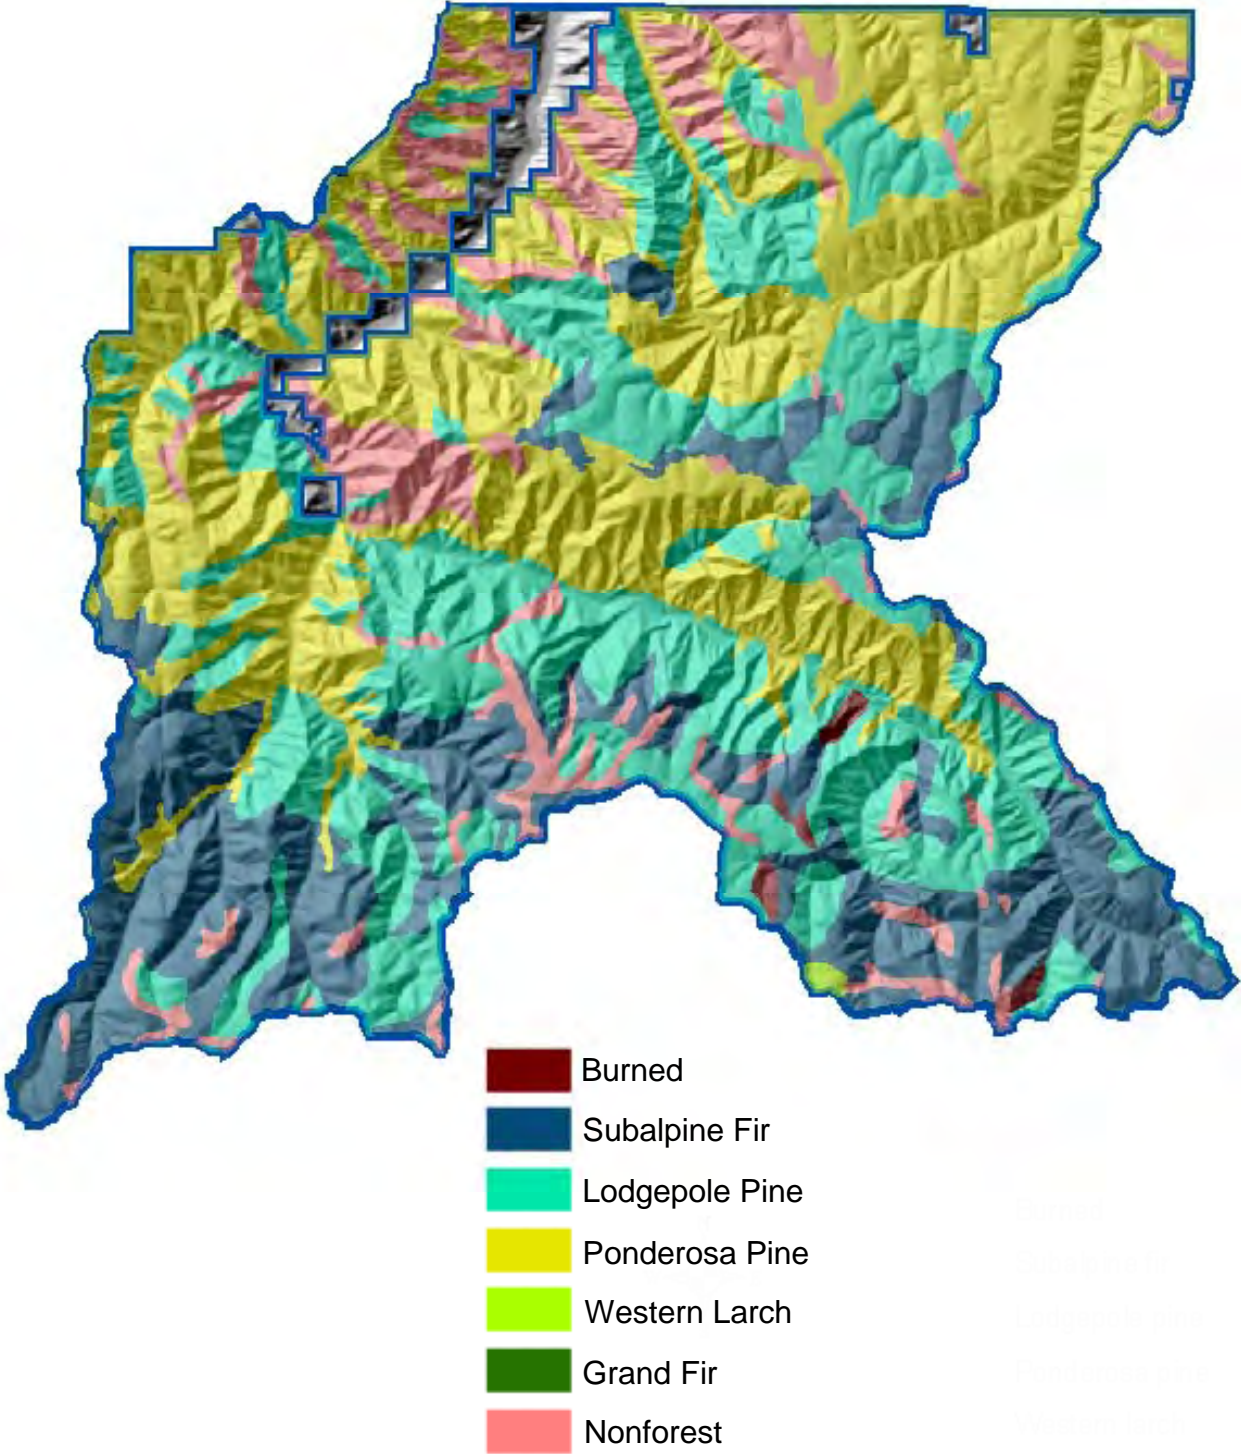 Burned
Subalpine Fir
Lodgepole Pine
Ponderosa Pine
Western Larch
Grand Fir
Nonforest